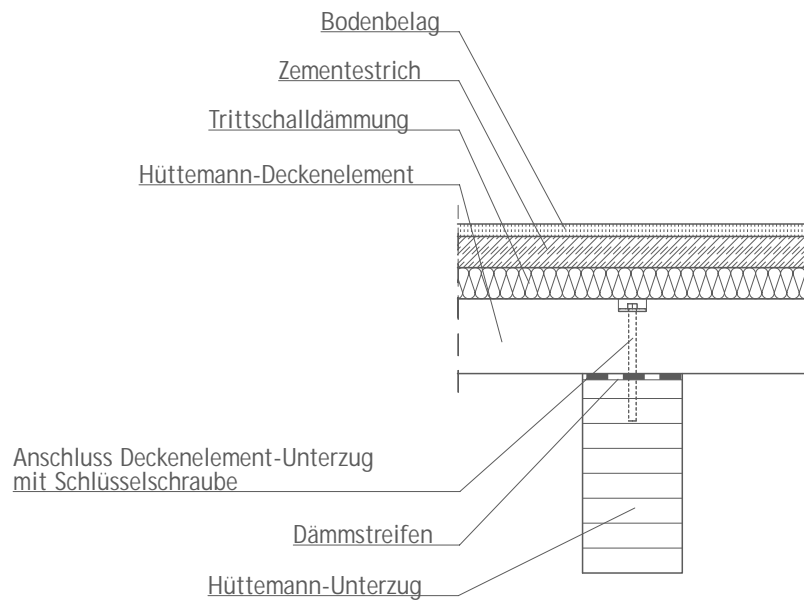 Bodenbelag
Zementestrich
Trittschalldämmung
Hüttemann-Deckenelement
Anschluss Deckenelement-Unterzug
mit Schlüsselschraube
Dämmstreifen
Hüttemann-Unterzug